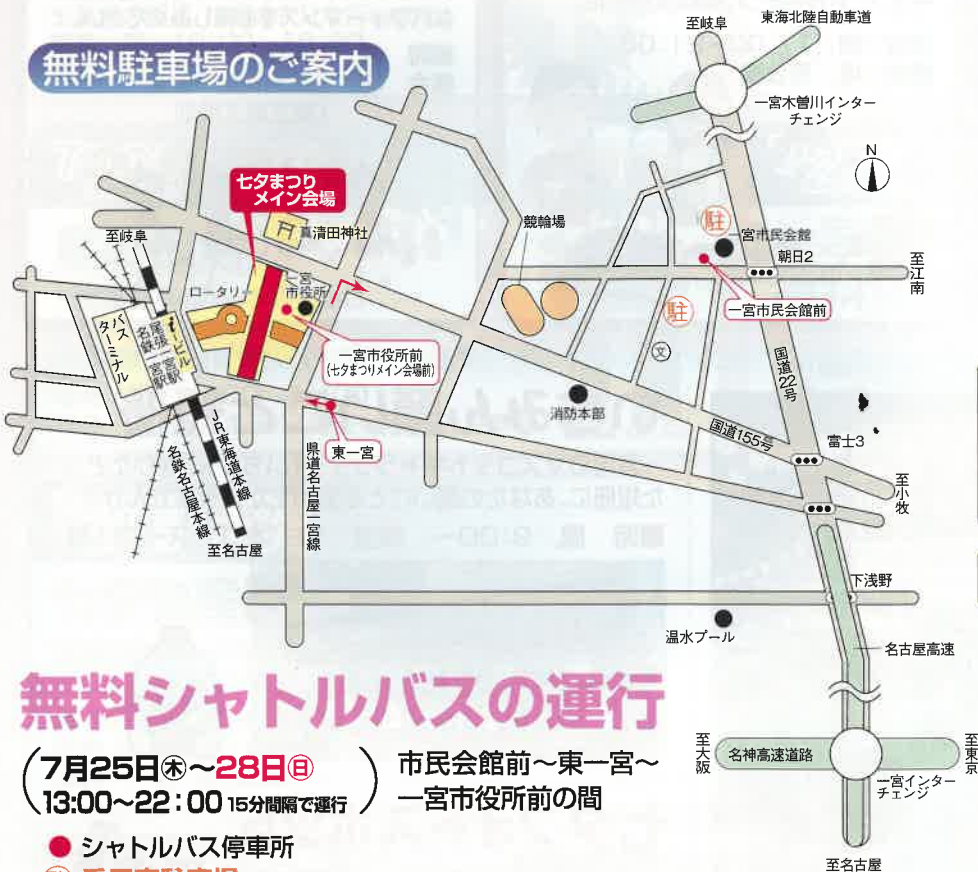 無料駐車場のご案内
至岐阜
東海北陸自動車道
一宮木曽川インター
チェンジ
N
七夕まつり
メイン会場
真清田神社
競輪場
駐
一宮市民会館
朝日2
至江南
至岐阜
ロータリー
一宮
市役所
一宮市民会館前
駐
バス
ターミナル
名鉄一宮駅
尾張一宮駅
i-ビル
一宮市役所前
(七夕まつりメイン会場前)
文
国道22号
消防本部
国道155号
富士3
東一宮
至小牧
JR東海道本線
名鉄名古屋本線
県道名古屋一宮線
至名古屋
下浅野
温水プール
名古屋高速
無料シャトルバスの運行
7月25日木~28日日
13:00~22:00 15分間隔で運行
市民会館前~東一宮~
一宮市役所前の間
至大阪
名神高速道路
至東京
一宮インター
チェンジ
シャトルバス停車所
至名古屋